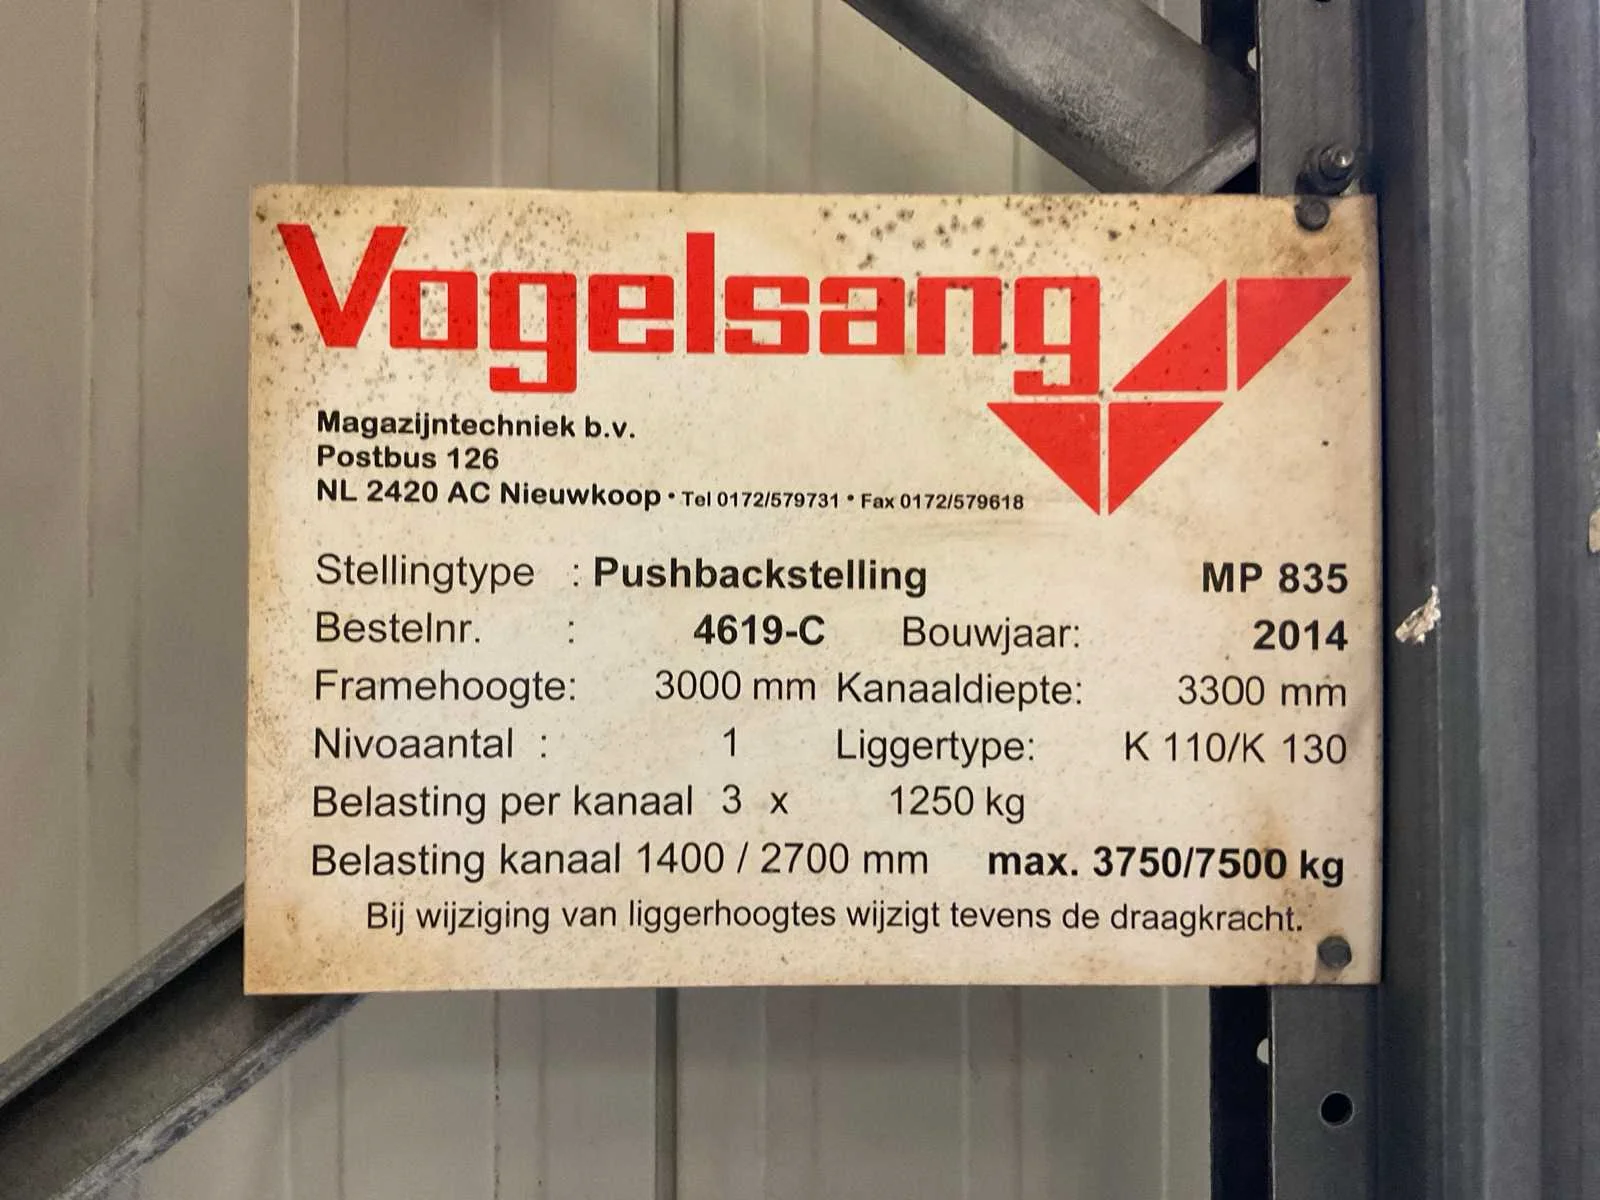 Vogelsang
Magazijntechniek b.v.
Postbus 126
NL 2420 AC Nieuwkoop • Tel 0172/579731 • Fax 0172/579618
Stellingtype : Pushbackstelling MP 835
Bestelnr. : 4619-C Bouwjaar: 2014
Framehoogte: 3000 mm Kanaaldiepte: 3300 mm
Nivoaantal : 1 Liggertype: K 110/K 130
Belasting per kanaal 3 x 1250 kg
Belasting kanaal 1400 / 2700 mm max. 3750/7500 kg
Bij wijziging van liggerhoogtes wijzigt tevens de draagkracht.